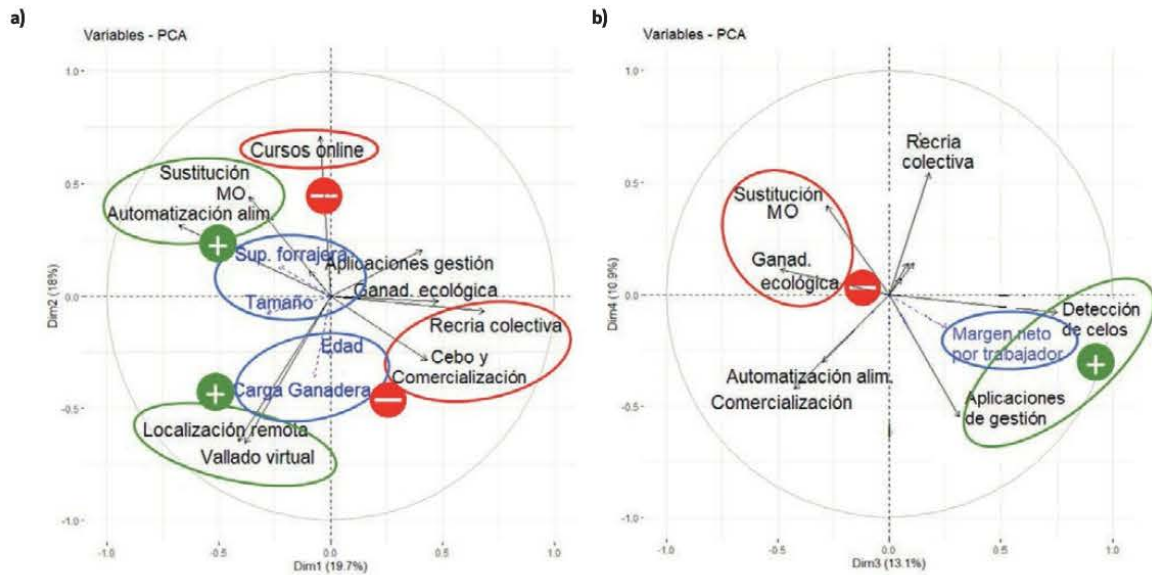 a)
Variables - PCA
1.0
0.5
0.0
-0.5
-1.0
Dim2 (18%)
Cursos online
Sustitución
MO
Automatización alim.
+
Sup. forrajera
Aplicaciones gestión
Ganad. ecológica
Tamaño
Recria colectiva
Edad
Cebo y
Comercialización
Carga Ganadera
+
Localización remota
Vallado virtual
-1.0 -0.5 0.0 0.5 1.0
Dim1 (19.7%)
b)
Variables - PCA
1.0
0.5
0.0
-0.5
-1.0
Dim4 (10.9%)
Recria
colectiva
Sustitución
MO
Ganad.
ecológica
Detección
de celos
Margen neto
por trabajador
+
Automatización alim.
Comercialización
Aplicaciones
de gestión
-1.0 -0.5 0.0 0.5 1.0
Dim3 (13.1%)